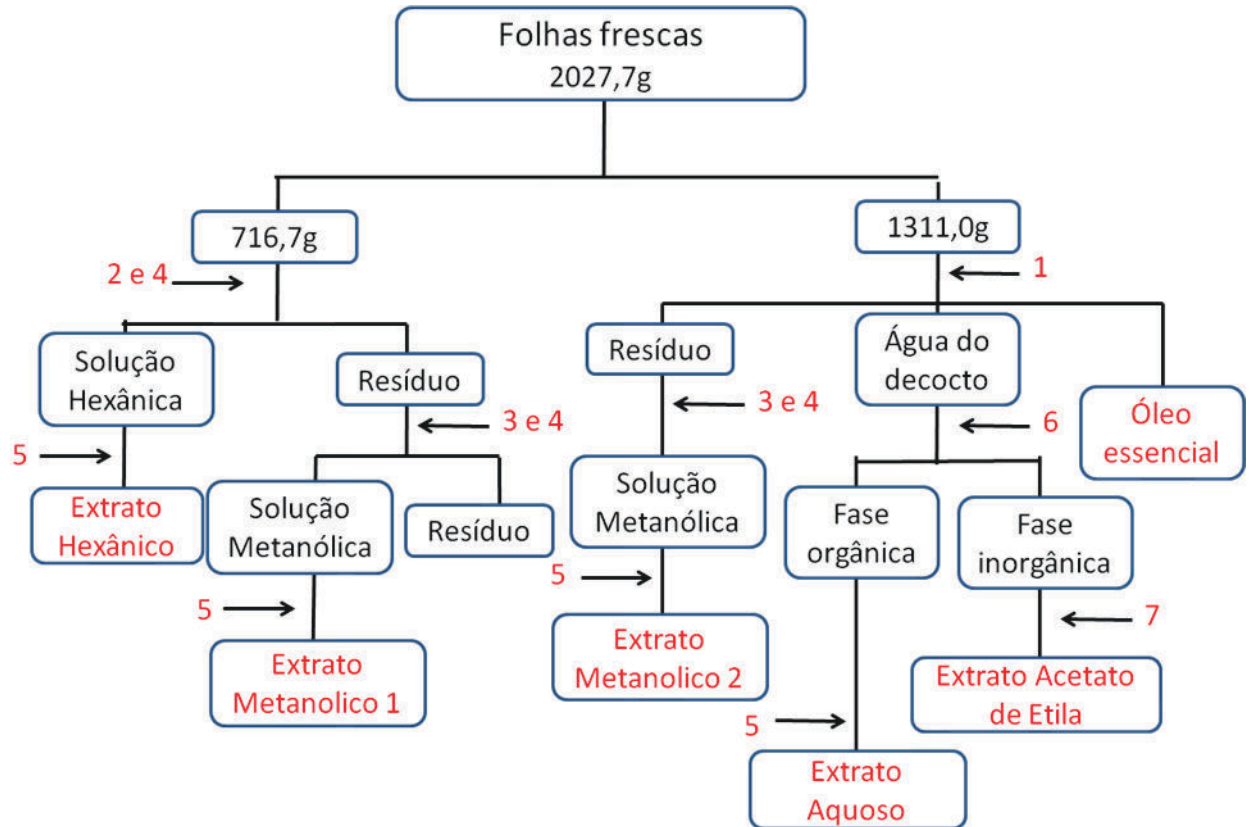 Folhas frescas
2027,7g
716,7g
1311,0g
2 e 4
1
Solução
Hexânica
Resíduo
Resíduo
Água do
decocto
Óleo
essencial
5
3 e 4
3 e 4
6
Extrato
Hexânico
Solução
Metanólica
Resíduo
Solução
Metanólica
Fase
orgânica
Fase
inorgânica
5
5
7
Extrato
Metanolico 1
Extrato
Metanolico 2
Extrato Acetato
de Etila
5
Extrato
Aquoso